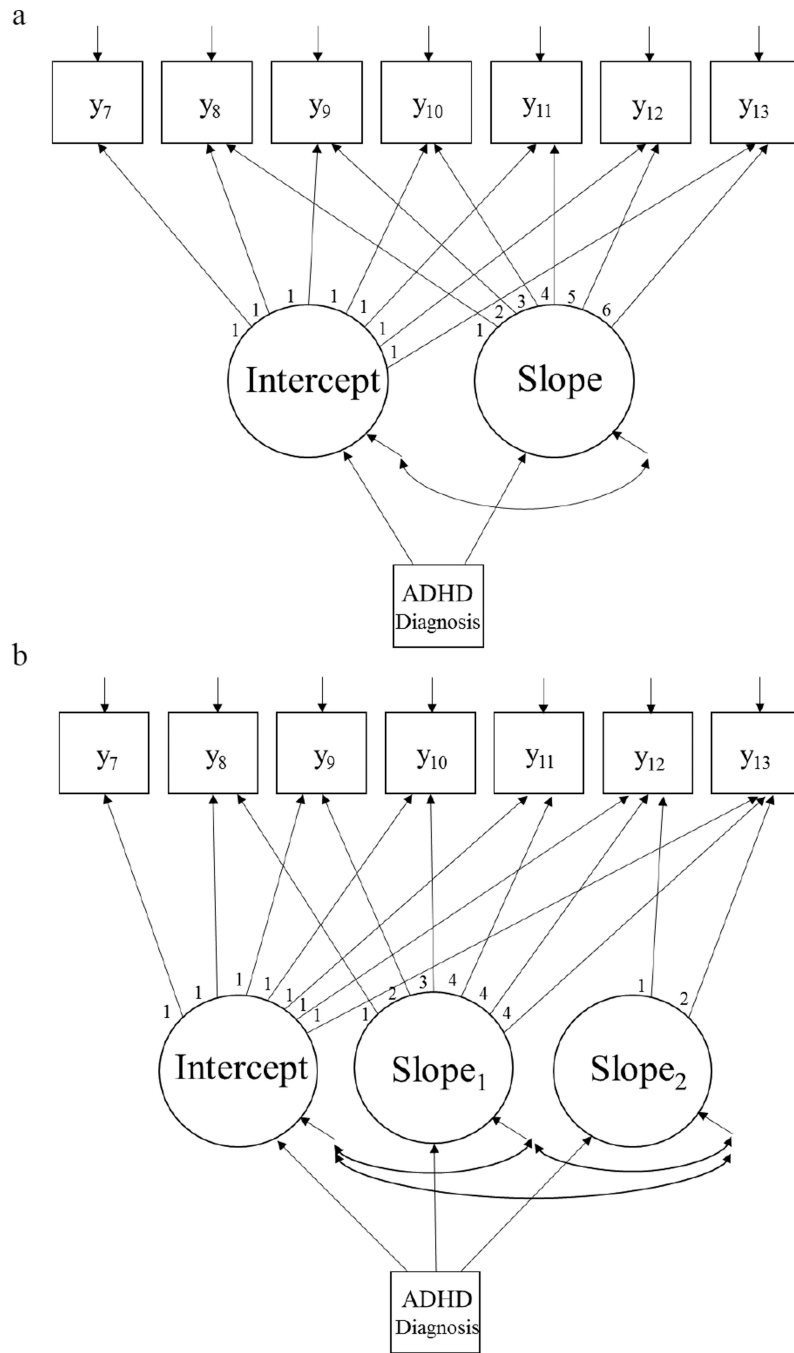 a
y7 y8 y9 y10 y11 y12 y13
1 1 1 1 1 1 1 1 2 3 4 5 6
Intercept Slope
ADHD
Diagnosis
b
y7 y8 y9 y10 y11 y12 y13
1 1 1 1 1 1 1 1 2 3 4 4 4 1 2
Intercept Slope1 Slope2
ADHD
Diagnosis